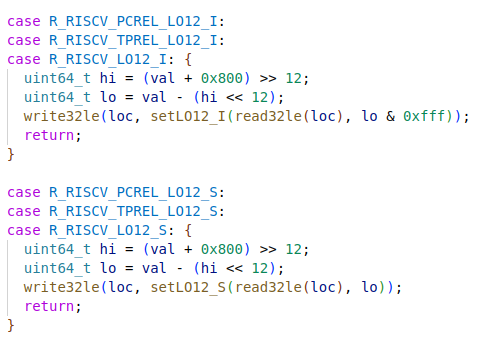 case R_RISCV_PCREL_LO12_I:
case R_RISCV_TPREL_LO12_I:
case R_RISCV_LO12_I: {
  uint64_t hi = (val + 0x800) >> 12;
  uint64_t lo = val - (hi << 12);
  write32le(loc, setLO12_I(read32le(loc), lo & 0xfff));
  return;
}

case R_RISCV_PCREL_LO12_S:
case R_RISCV_TPREL_LO12_S:
case R_RISCV_LO12_S: {
  uint64_t hi = (val + 0x800) >> 12;
  uint64_t lo = val - (hi << 12);
  write32le(loc, setLO12_S(read32le(loc), lo));
  return;
}